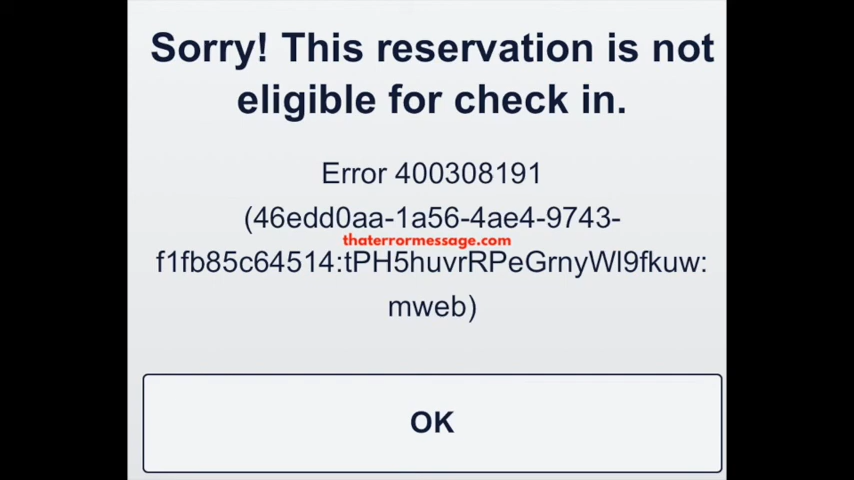 Sorry! This reservation is not
eligible for check in.
Error 400308191
(46edd0aa-1a56-4ae4-9743-
thaterrormessage.com
f1fb85c64514:tPH5huvrRPeGrnyWl9fkuw:
mweb)
OK